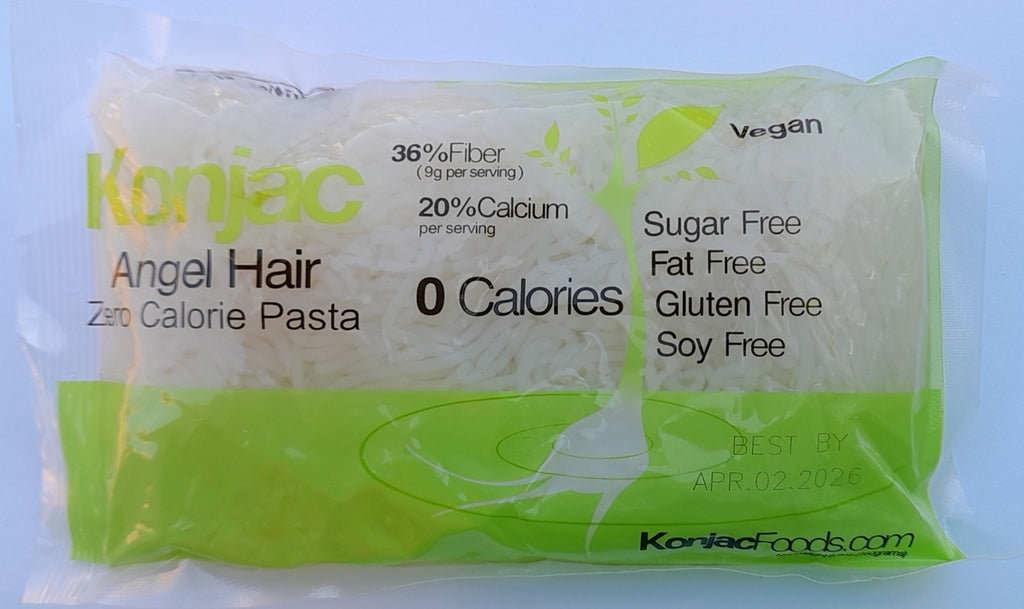 Konjac
Angel Hair
Zero Calorie Pasta
36%Fiber
(9g per serving)
20%Calcium
per serving
0 Calories
Vegan
Sugar Free
Fat Free
Gluten Free
Soy Free
BEST BY
APR.02.2026
KonjacFoods.com